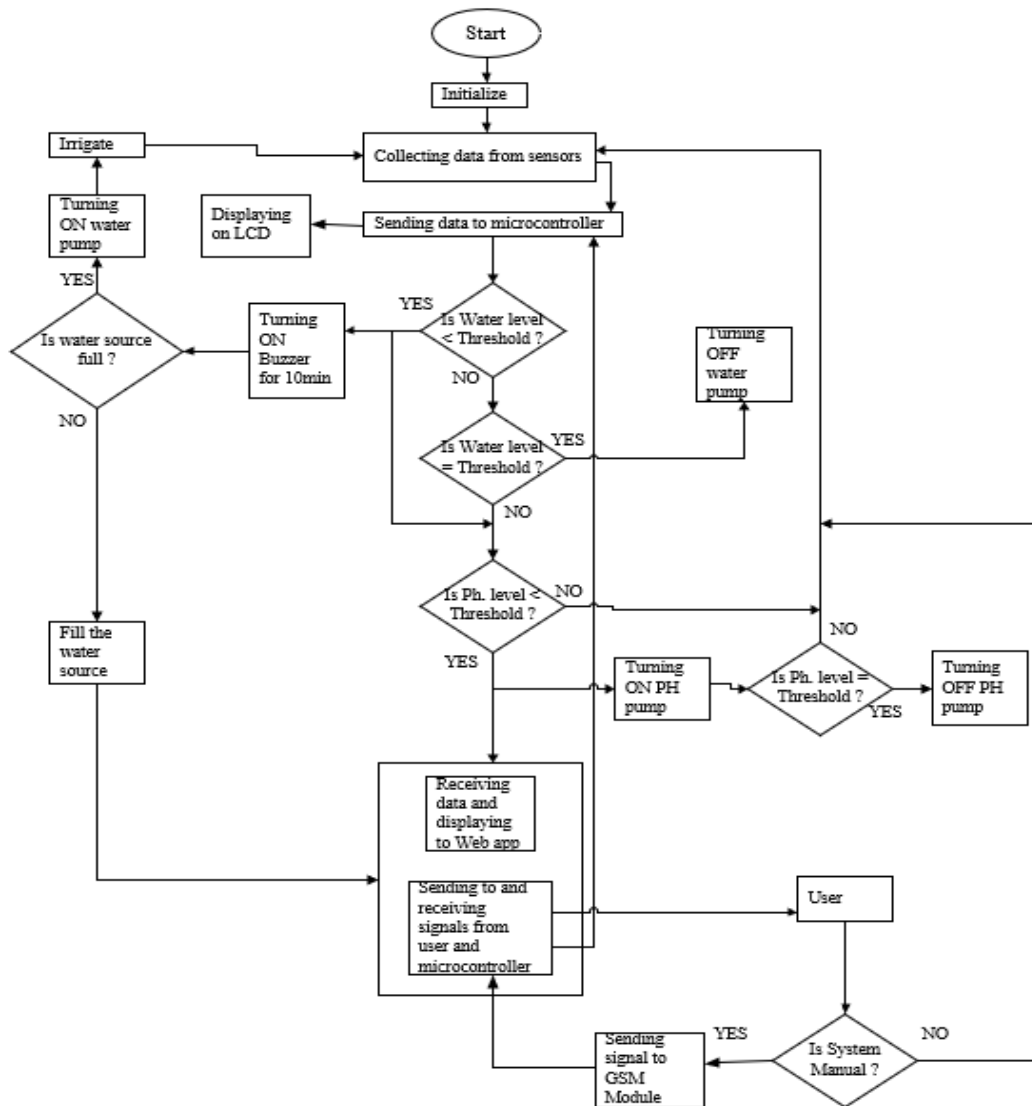 Start
Initialize
Irrigate
Collecting data from sensors
Turning
ON water
pump
Displaying
on LCD
Sending data to microcontroller
YES
YES
Is water source
full ?
Turning
ON
Buzzer
for 10min
Is Water level
< Threshold ?
Turning
OFF
water
pump
NO
NO
Is Water level
= Threshold ?
YES
NO
Is Ph. level <
Threshold ?
NO
Fill the
water
source
YES
Turning
ON PH
pump
NO
Is Ph. level =
Threshold ?
YES
Turning
OFF PH
pump
Receiving
data and
displaying
to Web app
Sending to and
receiving
signals from
user and
microcontroller
User
Sending
signal to
GSM
Module
YES
Is System
Manual ?
NO